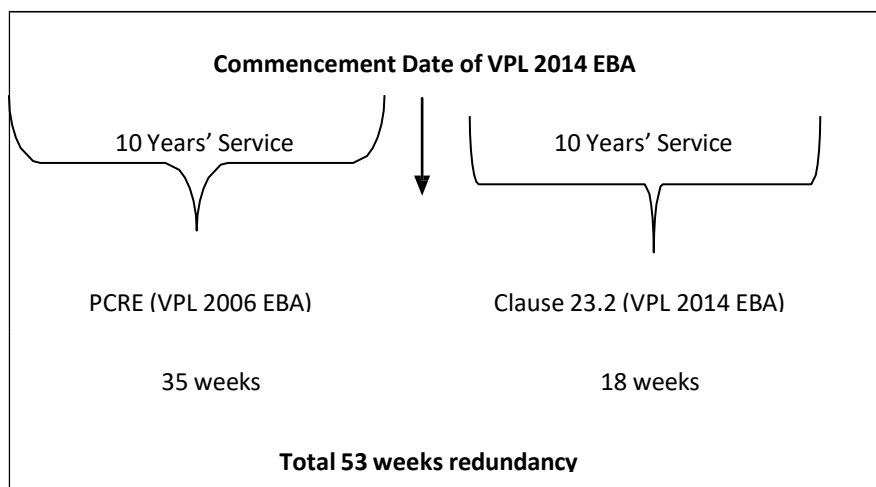 Commencement Date of VPL 2014 EBA
10 Years’ Service 10 Years’ Service
PCRE (VPL 2006 EBA) Clause 23.2 (VPL 2014 EBA)
35 weeks 18 weeks
Total 53 weeks redundancy